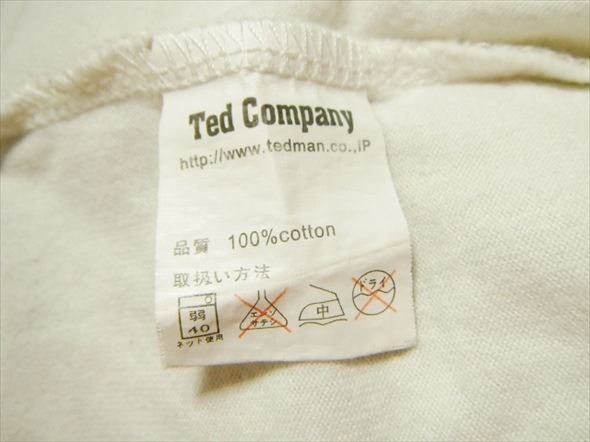 Ted Company
http://www.tedman.co.,jP
品質 100%cotton
取扱い方法
弱
40
ネット使用
エンソ
サラシ
中
ドライ